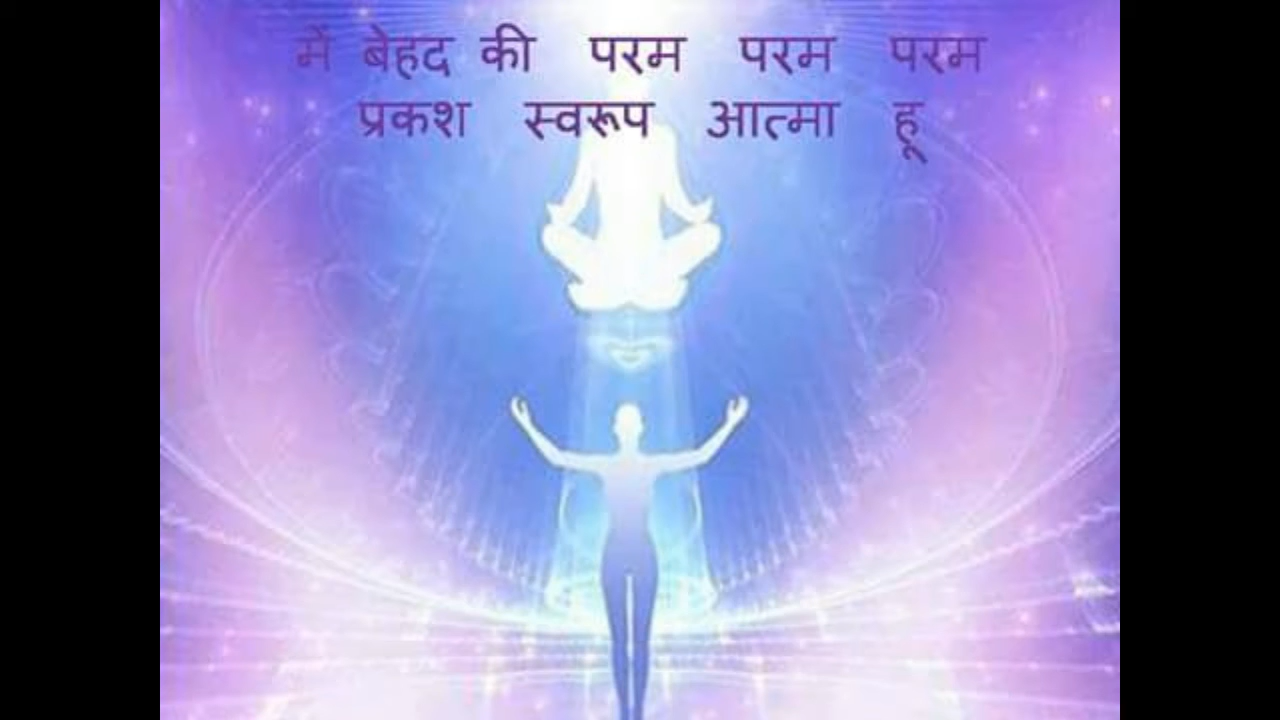 में बेहद की परम परम परम
प्रकश स्वरूप आत्मा हू